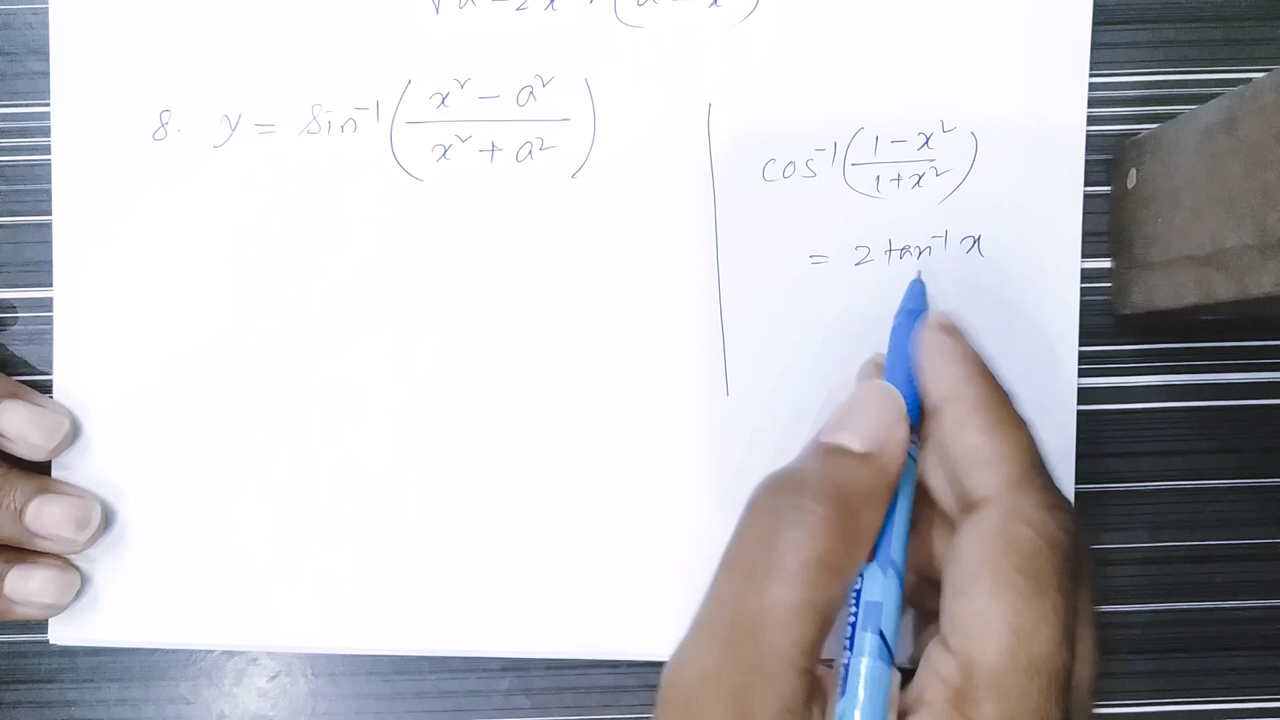 8. y = Sin⁻¹((x² − a²)/(x² + a²))
cos⁻¹((1 − x²)/(1 + x²))
= 2 tan⁻¹ x